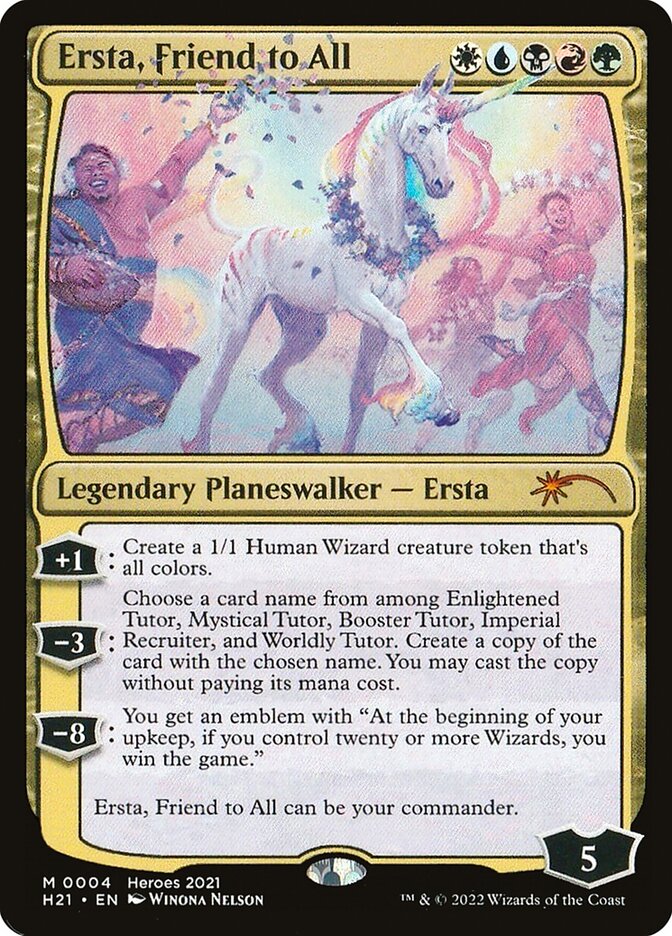 Ersta, Friend to All
Legendary Planeswalker — Ersta
+1: Create a 1/1 Human Wizard creature token that's
all colors.
Choose a card name from among Enlightened
Tutor, Mystical Tutor, Booster Tutor, Imperial
−3: Recruiter, and Worldly Tutor. Create a copy of the
card with the chosen name. You may cast the copy
without paying its mana cost.
You get an emblem with “At the beginning of your
−8: upkeep, if you control twenty or more Wizards, you
win the game.”
Ersta, Friend to All can be your commander.
5
M 0004 Heroes 2021
H21 • EN Winona Nelson
™ & © 2022 Wizards of the Coast